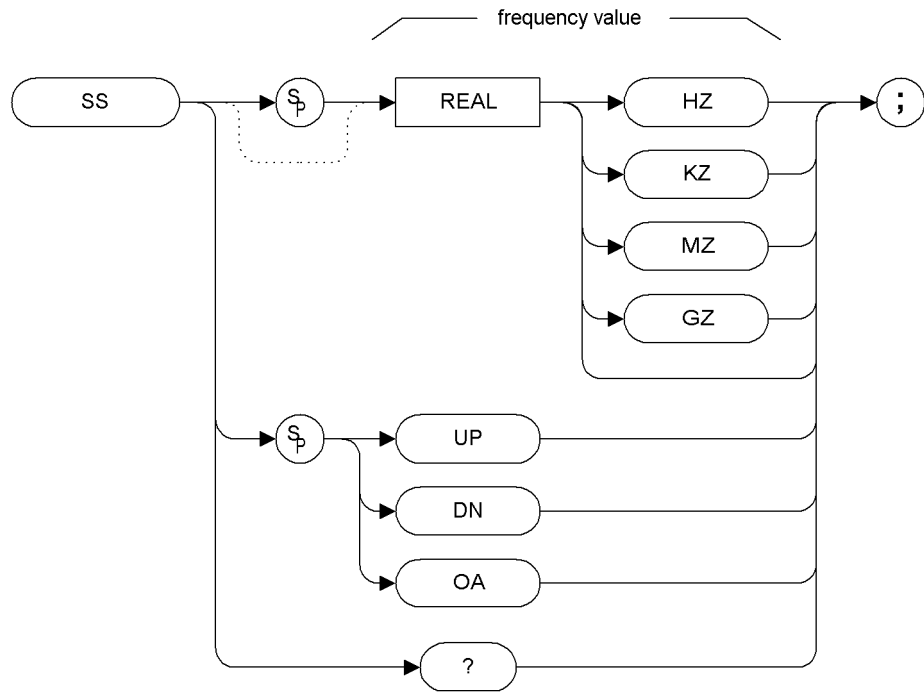 frequency value
SS
SP
REAL
HZ
;
KZ
MZ
GZ
SP
UP
DN
OA
?